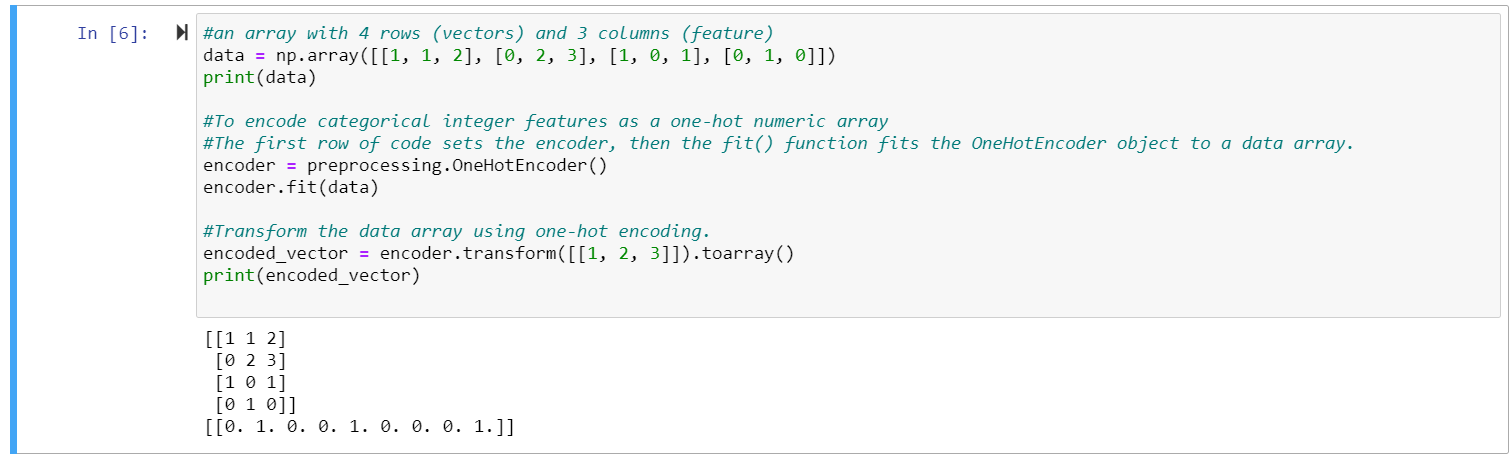 In [6]:
#an array with 4 rows (vectors) and 3 columns (feature)
data = np.array([[1, 1, 2], [0, 2, 3], [1, 0, 1], [0, 1, 0]])
print(data)
#To encode categorical integer features as a one-hot numeric array
#The first row of code sets the encoder, then the fit() function fits the OneHotEncoder object to a data array.
encoder = preprocessing.OneHotEncoder()
encoder.fit(data)
#Transform the data array using one-hot encoding.
encoded_vector = encoder.transform([[1, 2, 3]]).toarray()
print(encoded_vector)
[[1 1 2]
[0 2 3]
[1 0 1]
[0 1 0]]
[[0. 1. 0. 0. 1. 0. 0. 0. 1.]]